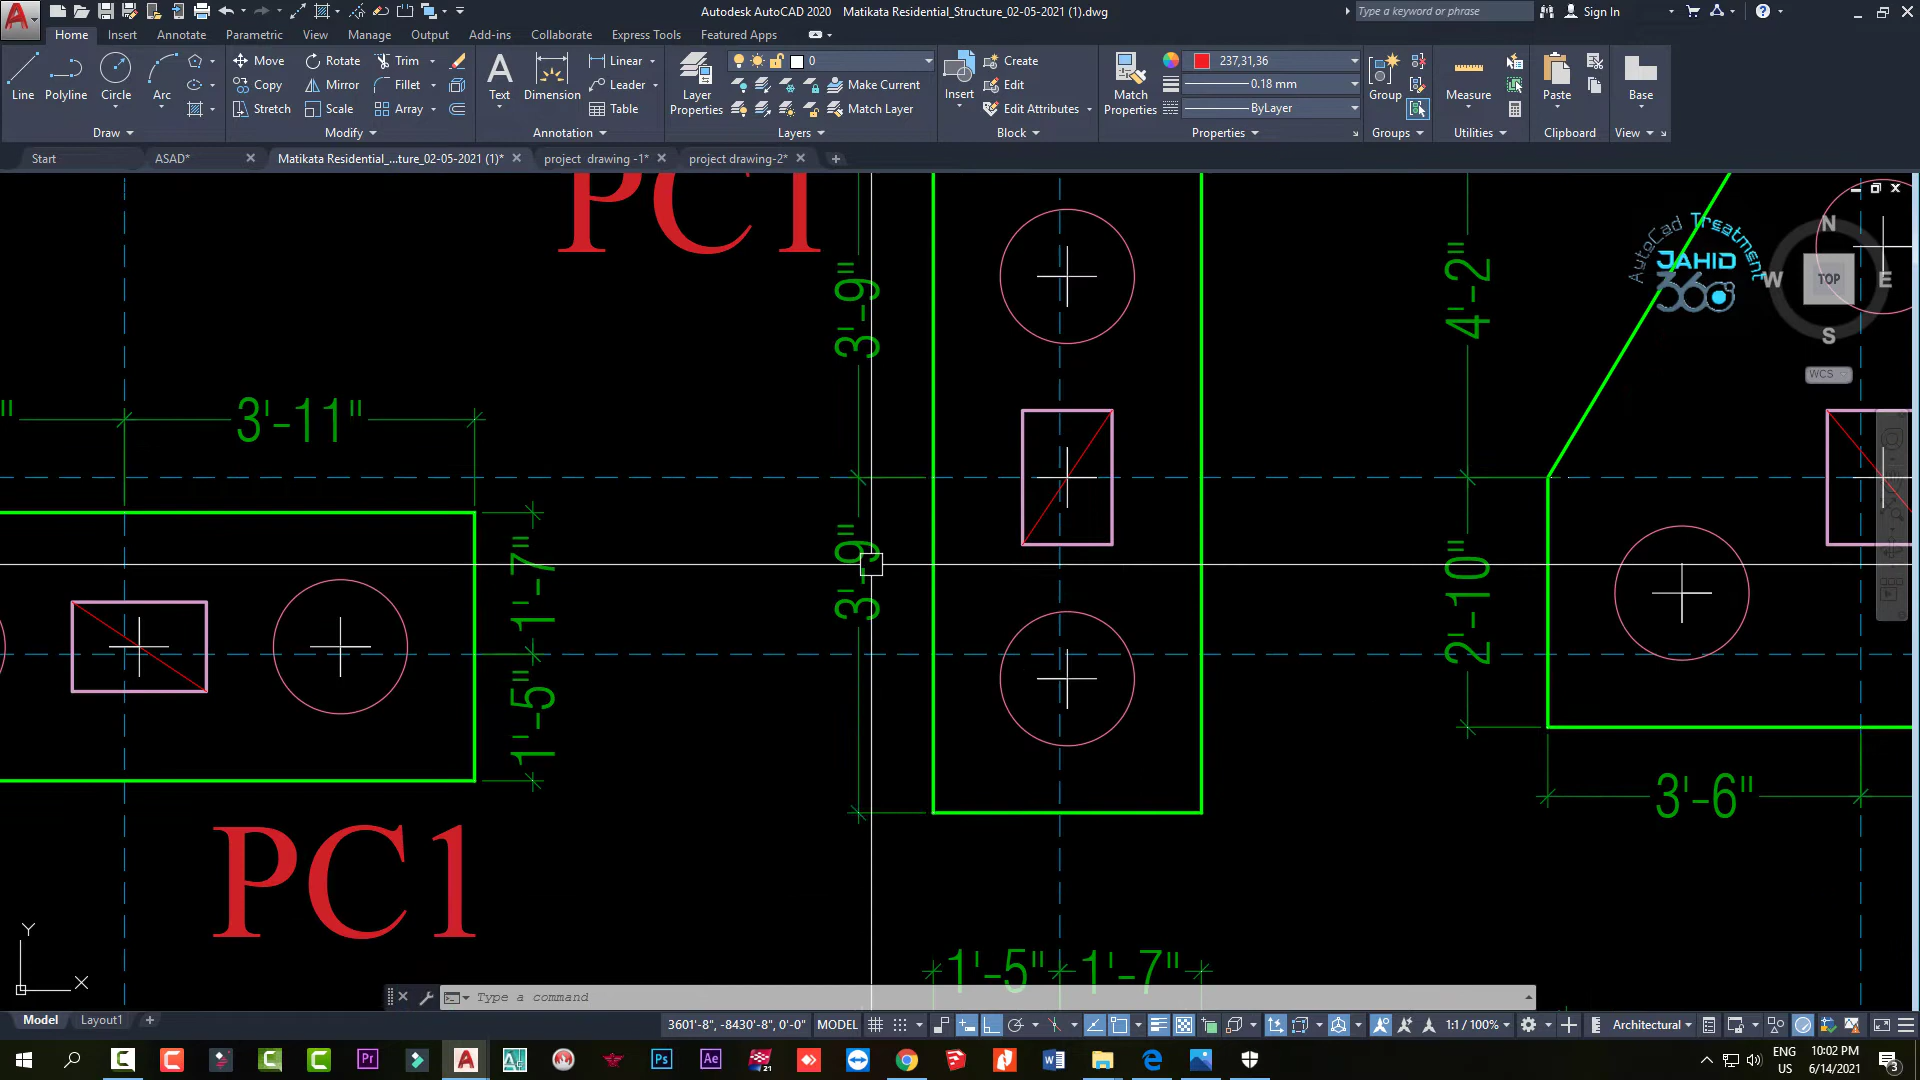 Autodesk AutoCAD 2020 Matikata Residential_Structure_02-05-2021 (1).dwg
Type a keyword or phrase
Sign In
Home Insert Annotate Parametric View Manage Output Add-ins Collaborate Express Tools Featured Apps
Line Polyline Circle Arc
Move Rotate Trim
Copy Mirror Fillet
Stretch Scale Array
Text Dimension
Linear
Leader
Table
Layer Properties
0
Make Current
Match Layer
Insert
Create
Edit
Edit Attributes
Match Properties
237,31,36
0.18 mm
ByLayer
Group
Measure
Paste
Base
Draw Modify Annotation Layers Block Properties Groups Utilities Clipboard View
Start ASAD* Matikata Residential_...ture_02-05-2021 (1)* project drawing -1* project drawing-2*
PC1
AutoCad Treatment
JAHID
360
N
W TOP E
S
WCS
3'-9"
4'-2"
3'-11"
1'-7"
3'-9"
2'-10"
1'-5"
3'-6"
PC1
1'-5" 1'-7"
Y
X
Type a command
Model Layout1
3601'-8", -8430'-8", 0'-0" MODEL
1:1 / 100%
Architectural
Pr
Ps
Ae
21
ENG
US
10:02 PM
6/14/2021
3